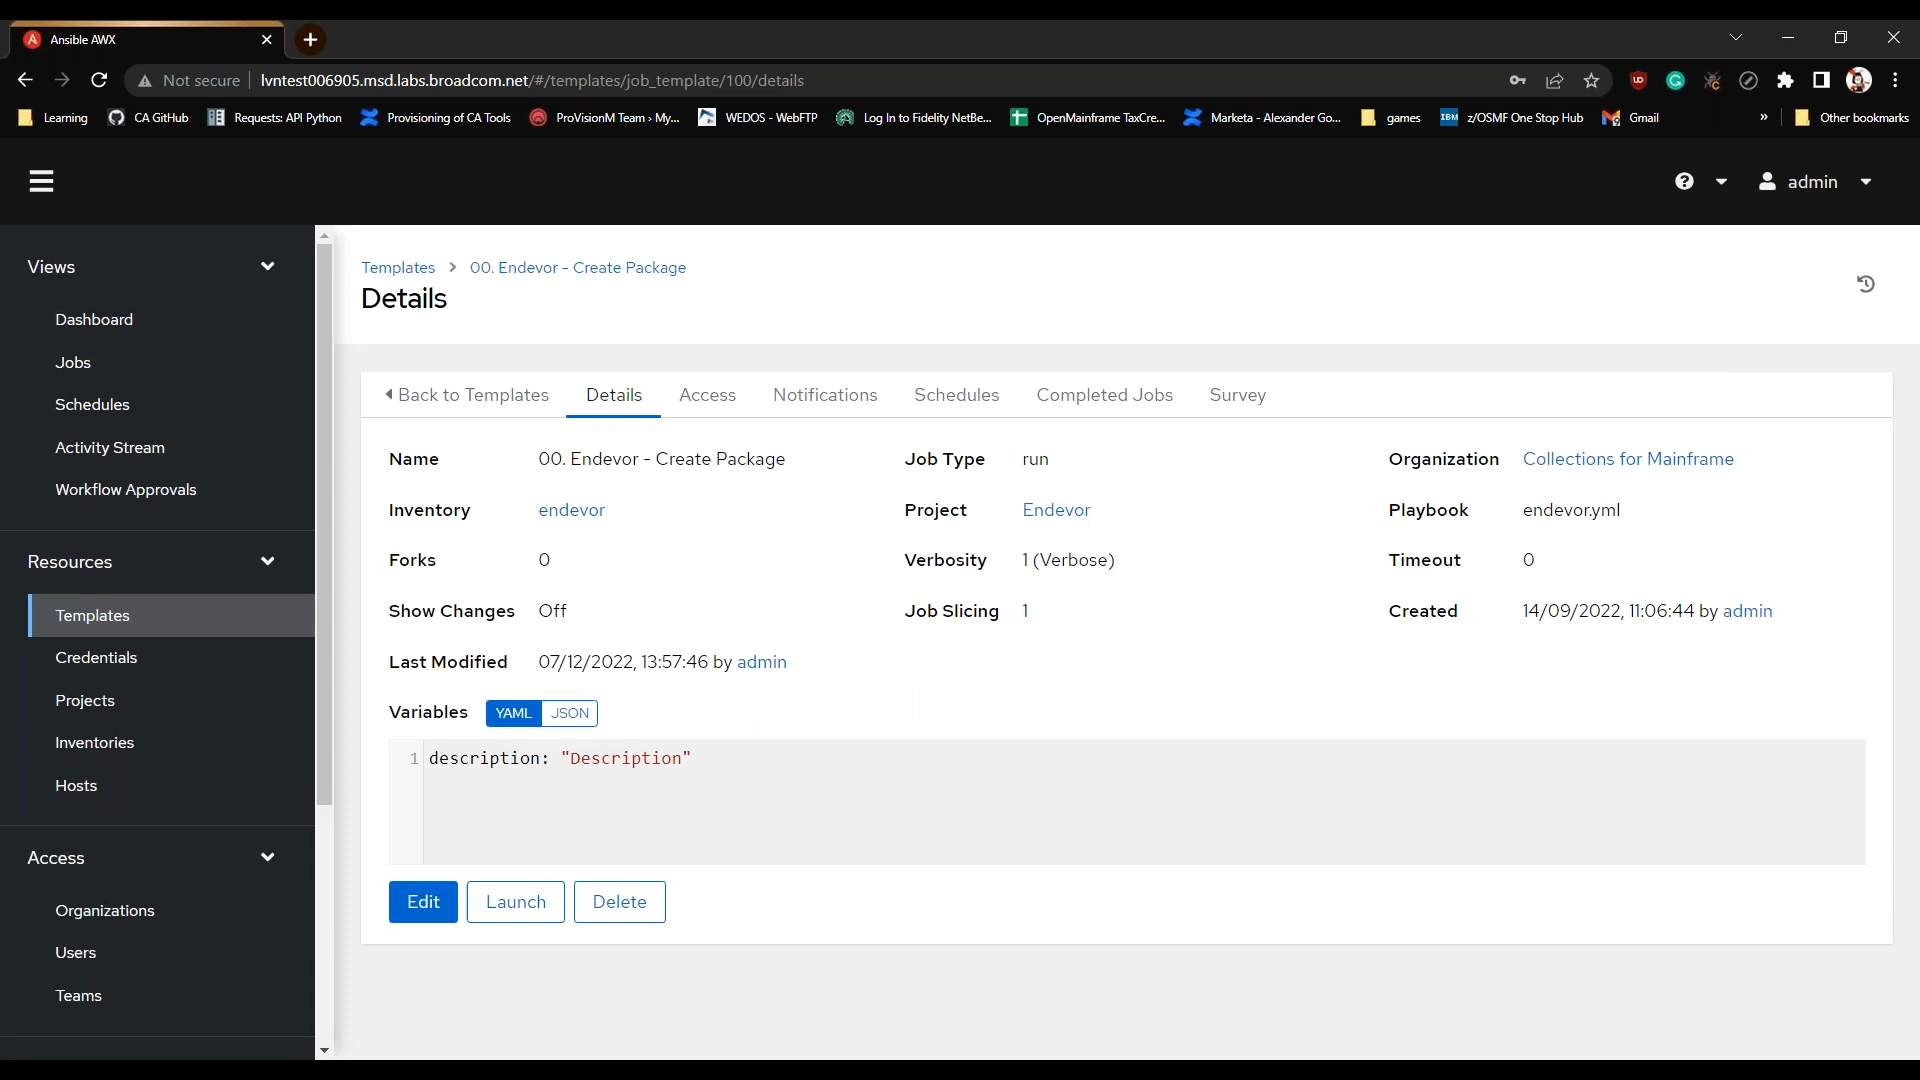 Ansible AWX
Not secure lvntest006905.msd.labs.broadcom.net/#/templates/job_template/100/details
Learning CA GitHub Requests: API Python Provisioning of CA Tools ProVisionM Team › My... WEDOS - WebFTP Log In to Fidelity NetBe... OpenMainframe TaxCre... Marketa - Alexander Go... games IBM z/OSMF One Stop Hub Gmail » Other bookmarks
admin
Views
Dashboard
Jobs
Schedules
Activity Stream
Workflow Approvals
Resources
Templates
Credentials
Projects
Inventories
Hosts
Access
Organizations
Users
Teams
Templates > 00. Endevor - Create Package
Details
Back to Templates Details Access Notifications Schedules Completed Jobs Survey
Name 00. Endevor - Create Package Job Type run Organization Collections for Mainframe
Inventory endevor Project Endevor Playbook endevor.yml
Forks 0 Verbosity 1 (Verbose) Timeout 0
Show Changes Off Job Slicing 1 Created 14/09/2022, 11:06:44 by admin
Last Modified 07/12/2022, 13:57:46 by admin
Variables YAML JSON
1 description: "Description"
Edit Launch Delete